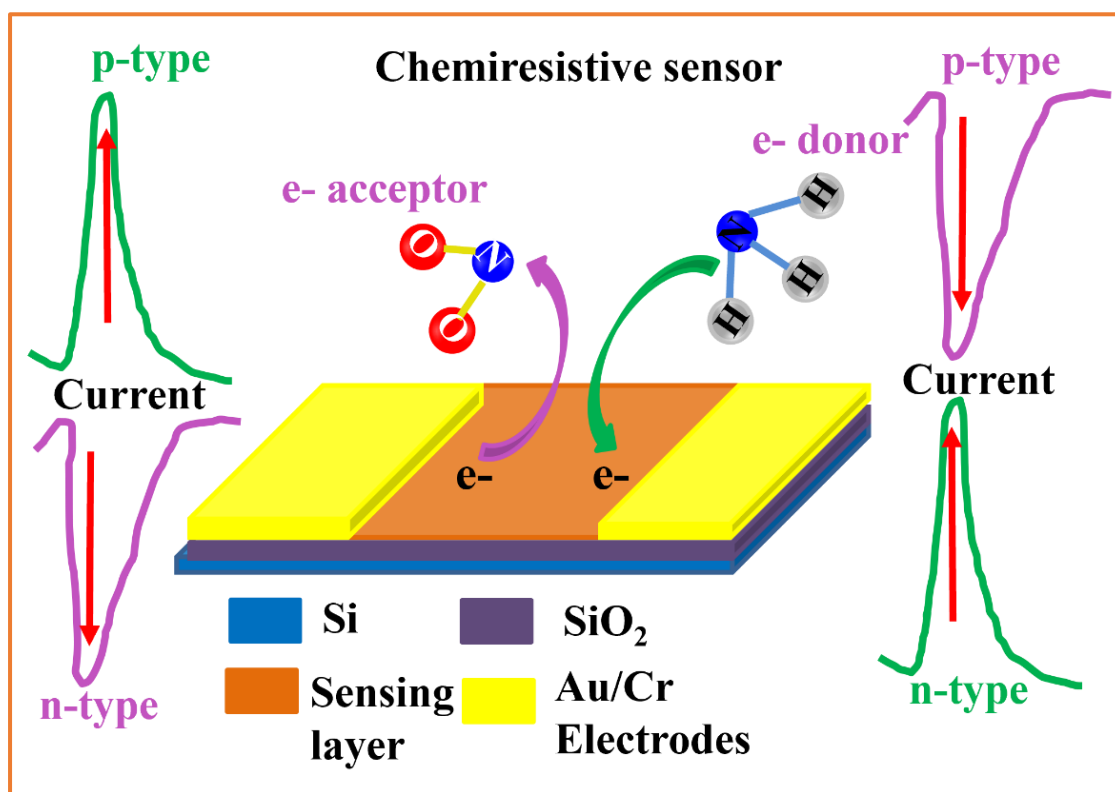 p-type
Chemiresistive sensor
p-type
e- donor
e- acceptor
H
N
O
N
H
O
H
Current
Current
e-
e-
n-type
n-type
Si
SiO₂
Sensing
layer
Au/Cr
Electrodes